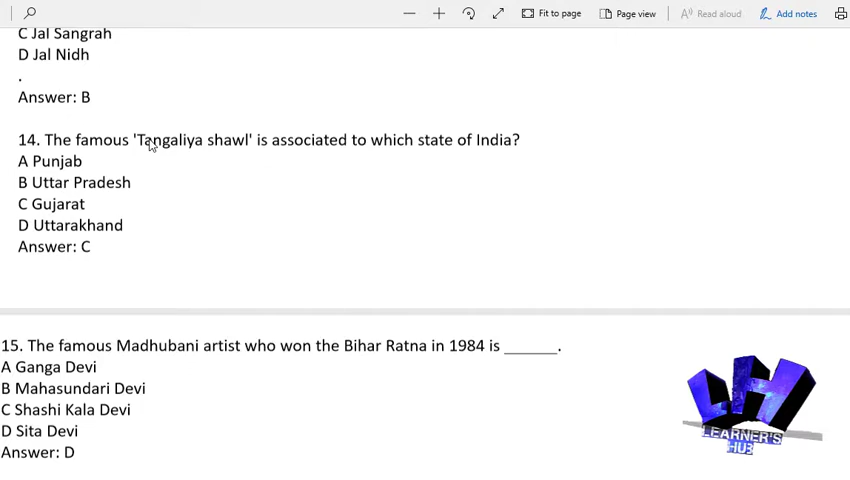 Fit to page
Page view
Read aloud
Add notes
C Jal Sangrah
D Jal Nidh
.
Answer: B
14. The famous 'Tangaliya shawl' is associated to which state of India?
A Punjab
B Uttar Pradesh
C Gujarat
D Uttarakhand
Answer: C
15. The famous Madhubani artist who won the Bihar Ratna in 1984 is ______.
A Ganga Devi
B Mahasundari Devi
C Shashi Kala Devi
D Sita Devi
Answer: D
LH
LEARNER'S
HUB